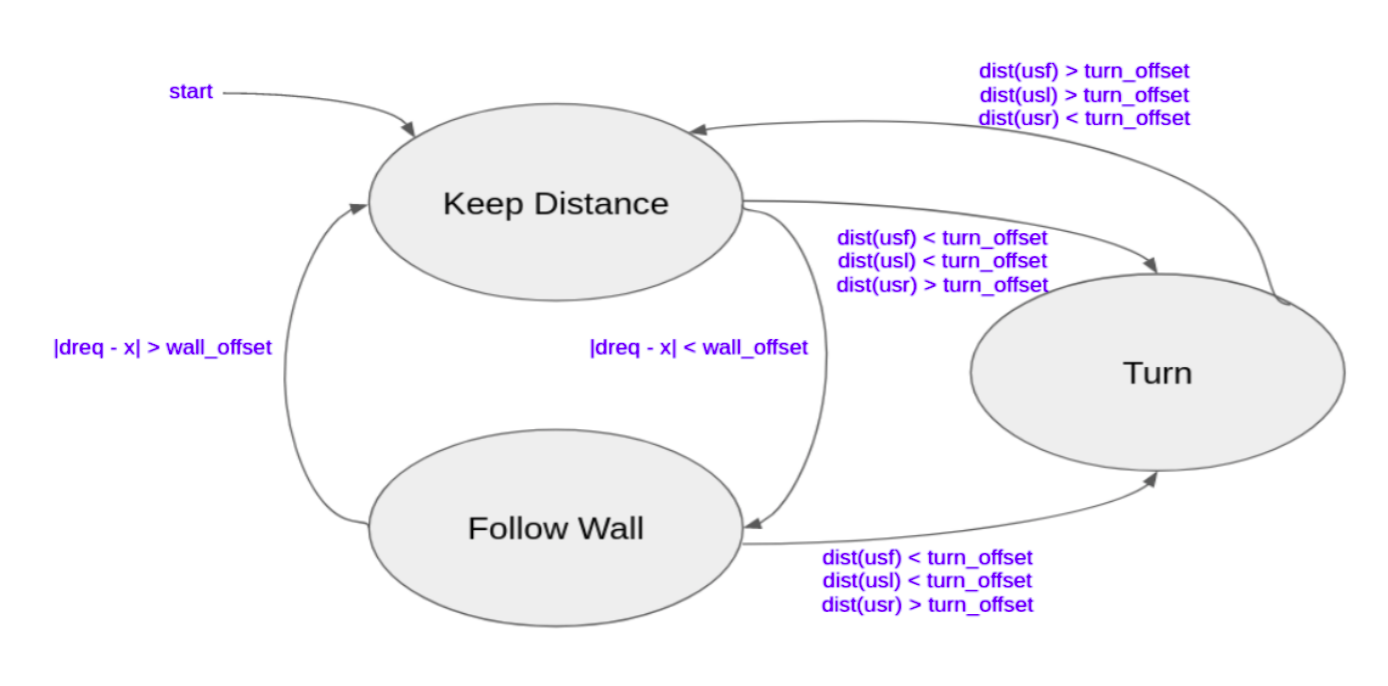 start
dist(usf) > turn_offset
dist(usl) > turn_offset
dist(usr) < turn_offset
Keep Distance
dist(usf) < turn_offset
dist(usl) < turn_offset
dist(usr) > turn_offset
|dreq - x| > wall_offset
|dreq - x| < wall_offset
Turn
Follow Wall
dist(usf) < turn_offset
dist(usl) < turn_offset
dist(usr) > turn_offset